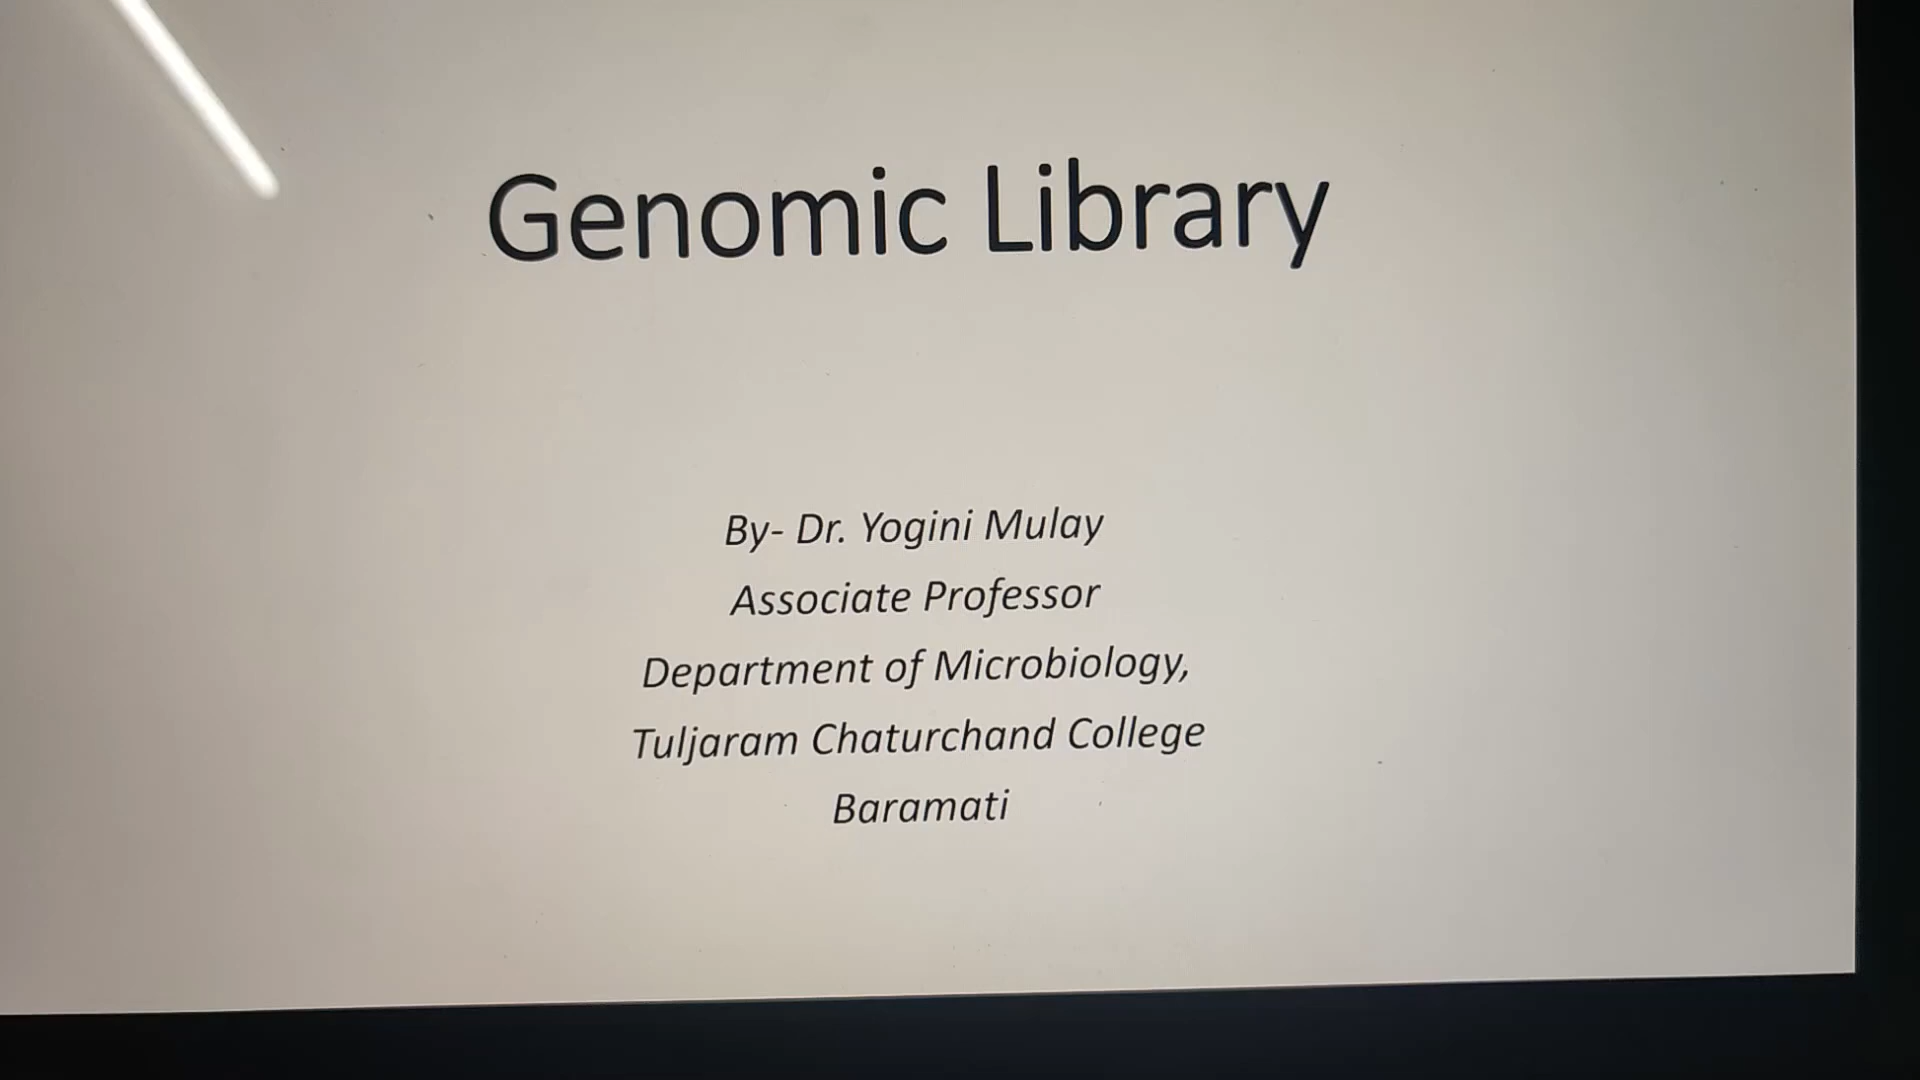 Genomic Library
By- Dr. Yogini Mulay
Associate Professor
Department of Microbiology,
Tuljaram Chaturchand College
Baramati